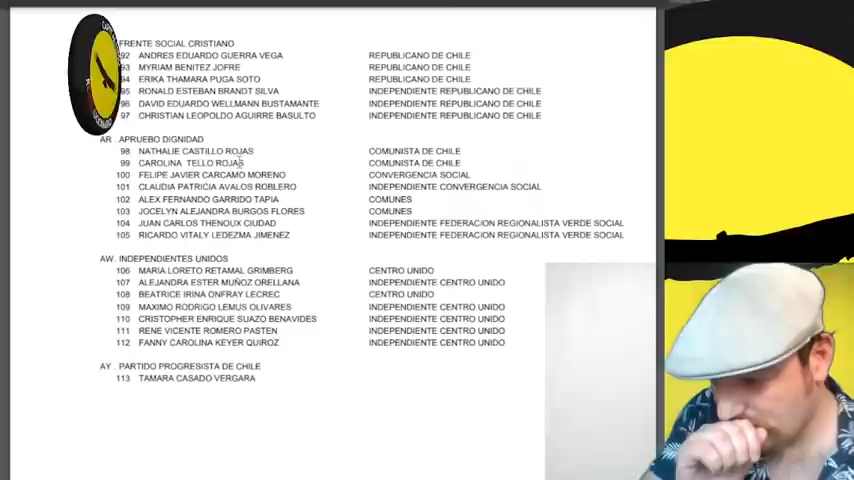 FRENTE SOCIAL CRISTIANO
92 ANDRES EDUARDO GUERRA VEGA REPUBLICANO DE CHILE
93 MYRIAM BENITEZ JOFRE REPUBLICANO DE CHILE
94 ERIKA THAMARA PUGA SOTO REPUBLICANO DE CHILE
95 RONALD ESTEBAN BRANDT SILVA INDEPENDIENTE REPUBLICANO DE CHILE
96 DAVID EDUARDO WELLMANN BUSTAMANTE INDEPENDIENTE REPUBLICANO DE CHILE
97 CHRISTIAN LEOPOLDO AGUIRRE BASULTO INDEPENDIENTE REPUBLICANO DE CHILE
AR . APRUEBO DIGNIDAD
98 NATHALIE CASTILLO ROJAS COMUNISTA DE CHILE
99 CAROLINA TELLO ROJAS COMUNISTA DE CHILE
100 FELIPE JAVIER CARCAMO MORENO CONVERGENCIA SOCIAL
101 CLAUDIA PATRICIA AVALOS ROBLERO INDEPENDIENTE CONVERGENCIA SOCIAL
102 ALEX FERNANDO GARRIDO TAPIA COMUNES
103 JOCELYN ALEJANDRA BURGOS FLORES COMUNES
104 JUAN CARLOS THENOUX CIUDAD INDEPENDIENTE FEDERACION REGIONALISTA VERDE SOCIAL
105 RICARDO VITALY LEDEZMA JIMENEZ INDEPENDIENTE FEDERACION REGIONALISTA VERDE SOCIAL
AW. INDEPENDIENTES UNIDOS
106 MARIA LORETO RETAMAL GRIMBERG CENTRO UNIDO
107 ALEJANDRA ESTER MUÑOZ ORELLANA INDEPENDIENTE CENTRO UNIDO
108 BEATRICE IRINA ONFRAY LECREC CENTRO UNIDO
109 MAXIMO RODRIGO LEMUS OLIVARES INDEPENDIENTE CENTRO UNIDO
110 CRISTOPHER ENRIQUE SUAZO BENAVIDES INDEPENDIENTE CENTRO UNIDO
111 RENE VICENTE ROMERO PASTEN INDEPENDIENTE CENTRO UNIDO
112 FANNY CAROLINA KEYER QUIROZ INDEPENDIENTE CENTRO UNIDO
AY . PARTIDO PROGRESISTA DE CHILE
113 TAMARA CASADO VERGARA